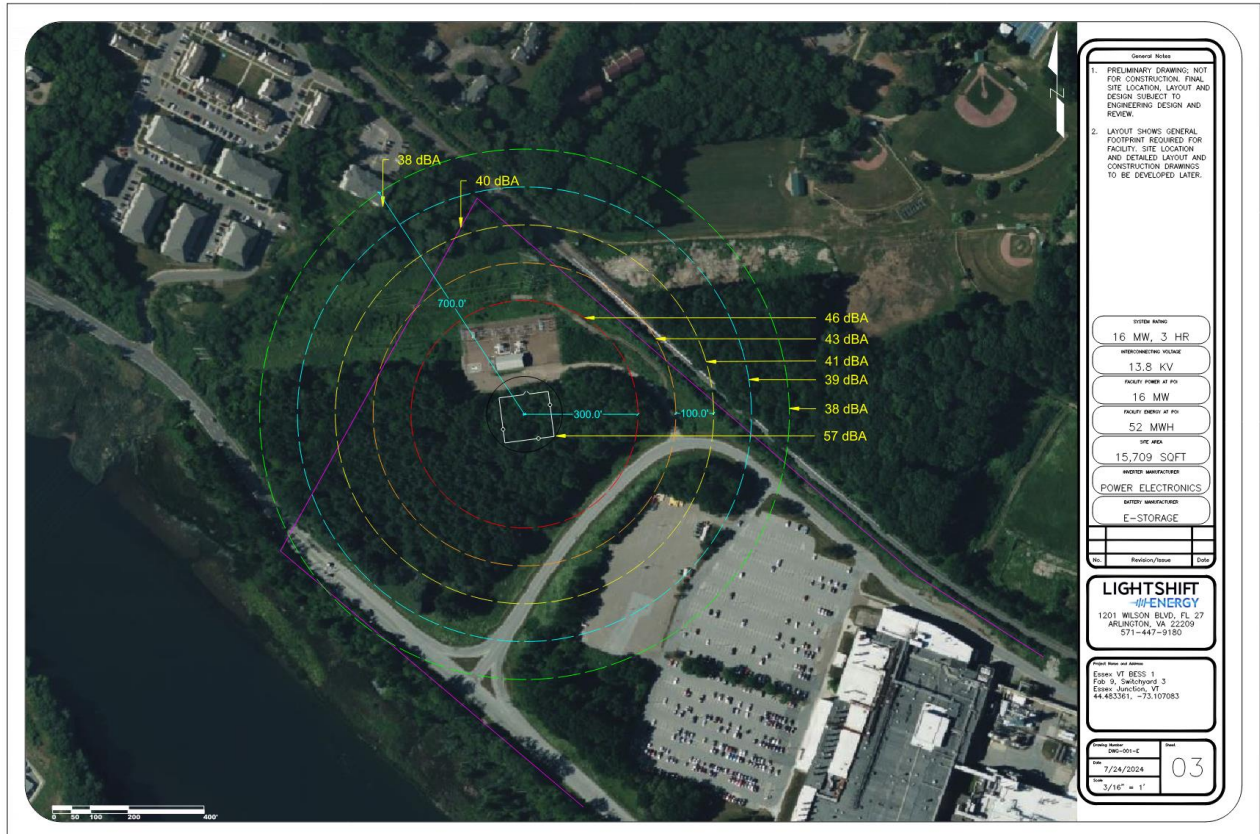 38 dBA
40 dBA
700.0'
46 dBA
43 dBA
41 dBA
39 dBA
38 dBA
300.0'
100.0'
57 dBA
0 50 100 200 400'
N
General Notes
1. PRELIMINARY DRAWING; NOT
FOR CONSTRUCTION. FINAL
SITE LOCATION, LAYOUT AND
DESIGN SUBJECT TO
ENGINEERING DESIGN AND
REVIEW.
2. LAYOUT SHOWS GENERAL
FOOTPRINT REQUIRED FOR
FACILITY. SITE LOCATION
AND DETAILED LAYOUT AND
CONSTRUCTION DRAWINGS
TO BE DEVELOPED LATER.
SYSTEM RATING
16 MW, 3 HR
INTERCONNECTING VOLTAGE
13.8 KV
FACILITY POWER AT POI
16 MW
FACILITY ENERGY AT POI
52 MWH
SITE AREA
15,709 SQFT
INVERTER MANUFACTURER
POWER ELECTRONICS
BATTERY MANUFACTURER
E-STORAGE
No. Revision/Issue Date
LIGHTSHIFT
ENERGY
1201 WILSON BLVD, FL 27
ARLINGTON, VA 22209
571-447-9180
Project Name and Address
Essex VT BESS 1
Fab 9, Switchyard 3
Essex Junction, VT
44.483361, -73.107083
Drawing Number
DWG-001-E
Sheet
03
Date
7/24/2024
Scale
3/16" = 1'